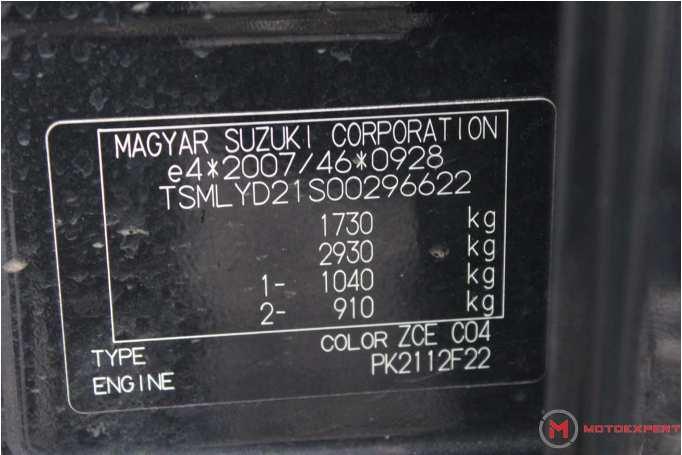 MAGYAR SUZUKI CORPORATION
e4*2007/46*0928
TSMLYD21S00296622
1730 kg
2930 kg
1- 1040 kg
2- 910 kg
TYPE COLOR ZCE C04
ENGINE PK2112F22
M MOTOEXPERT